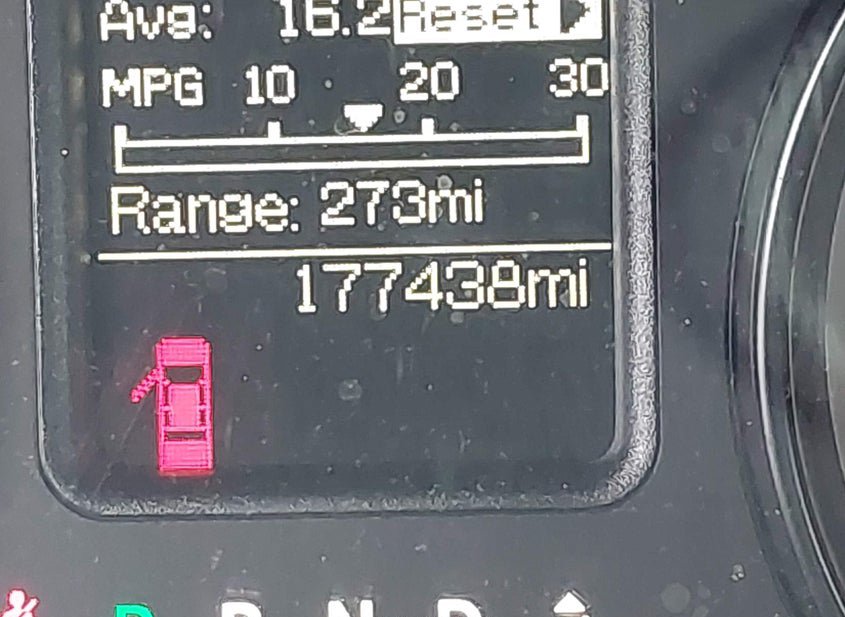 Avg: 16.2 Reset
MPG 10 20 30
Range: 273mi
177438mi
P R N D